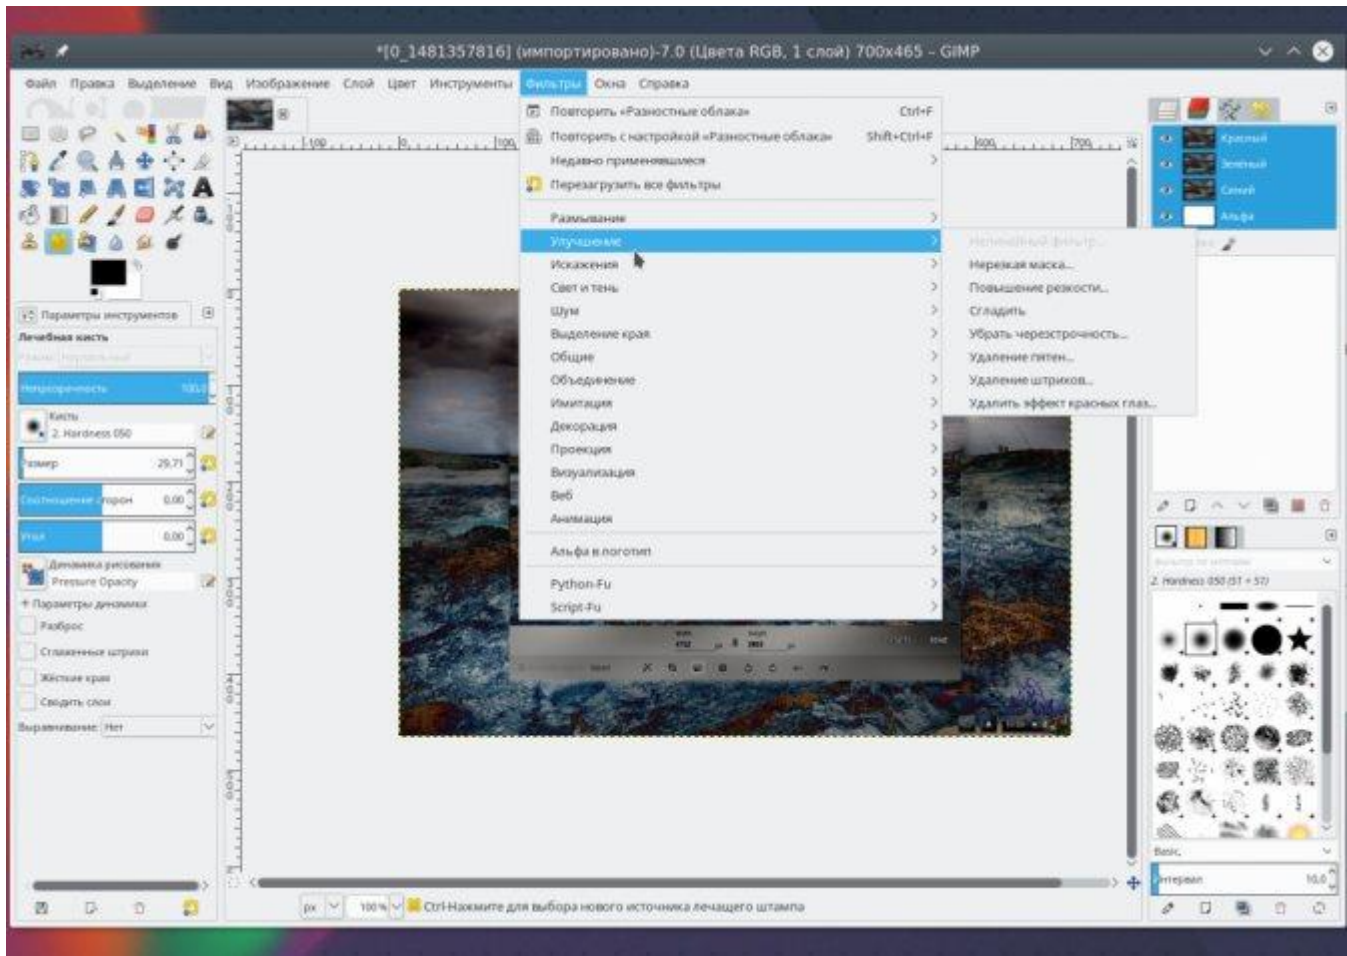 *[0_1481357816] (импортировано)-7.0 (Цвета RGB, 1 слой) 700x465 – GIMP
Файл Правка Выделение Вид Изображение Слой Цвет Инструменты Фильтры Окна Справка
Повторить «Разностные облака» Ctrl+F
Повторить с настройкой «Разностные облака» Shift+Ctrl+F
Недавно применявшиеся
Перезагрузить все фильтры
Размывание
Улучшение
Искажения
Свет и тень
Шум
Выделение края
Общие
Объединение
Имитация
Декорация
Проекция
Визуализация
Веб
Анимация
Альфа в логотип
Python-Fu
Script-Fu
Нелинейный фильтр...
Нерезкая маска...
Повышение резкости...
Сгладить
Убрать черезстрочность...
Удаление пятен...
Удаление штрихов...
Удалить эффект красных глаз...
Параметры инструментов
Лечебная кисть
Непрозрачность 100,0
Кисть
2. Hardness 050
Размер 29,71
Соотношение сторон 0,00
Угол 0,00
Динамика рисования
Pressure Opacity
Параметры динамики
Разброс
Сглаженные штрихи
Жёсткие края
Сводить слои
Выравнивание: Нет
Красный
Зелёный
Синий
Альфа
2. Hardness 050 (51 × 51)
Basic,
Интервал 10,0
px 100 % Ctrl-Нажмите для выбора нового источника лечащего штампа